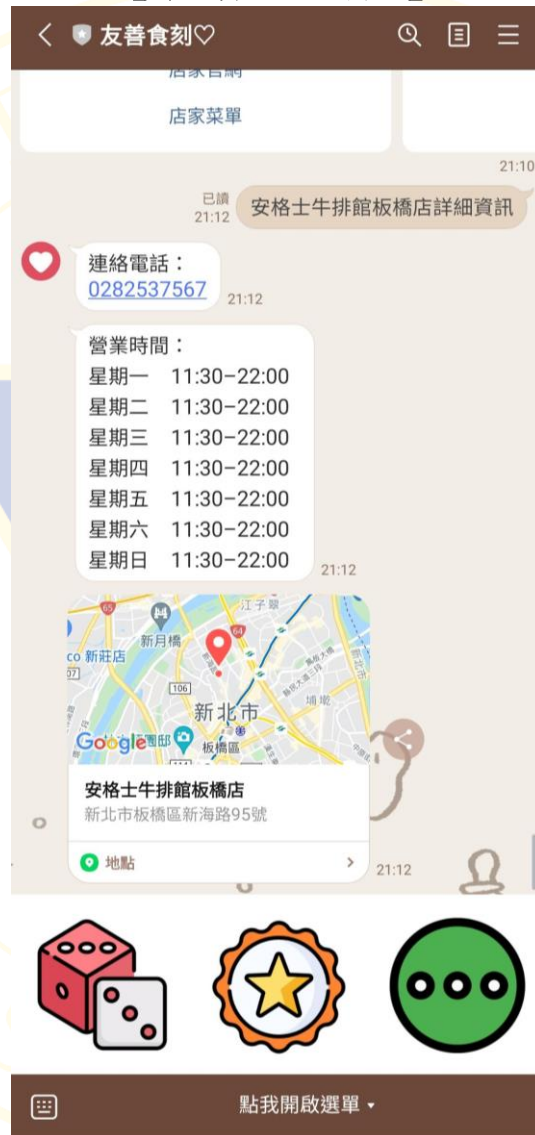 友善食刻♡
店家官網
店家菜單
21:10
已讀
21:12
安格士牛排館板橋店詳細資訊
連絡電話：
0282537567
21:12
營業時間：
星期一 11:30–22:00
星期二 11:30–22:00
星期三 11:30–22:00
星期四 11:30–22:00
星期五 11:30–22:00
星期六 11:30–22:00
星期日 11:30–22:00
21:12
65
江子翠
64
新月橋
co 新莊店
106
新北市
埔墘
Google
板橋區
安格士牛排館板橋店
新北市板橋區新海路95號
地點
21:12
點我開啟選單